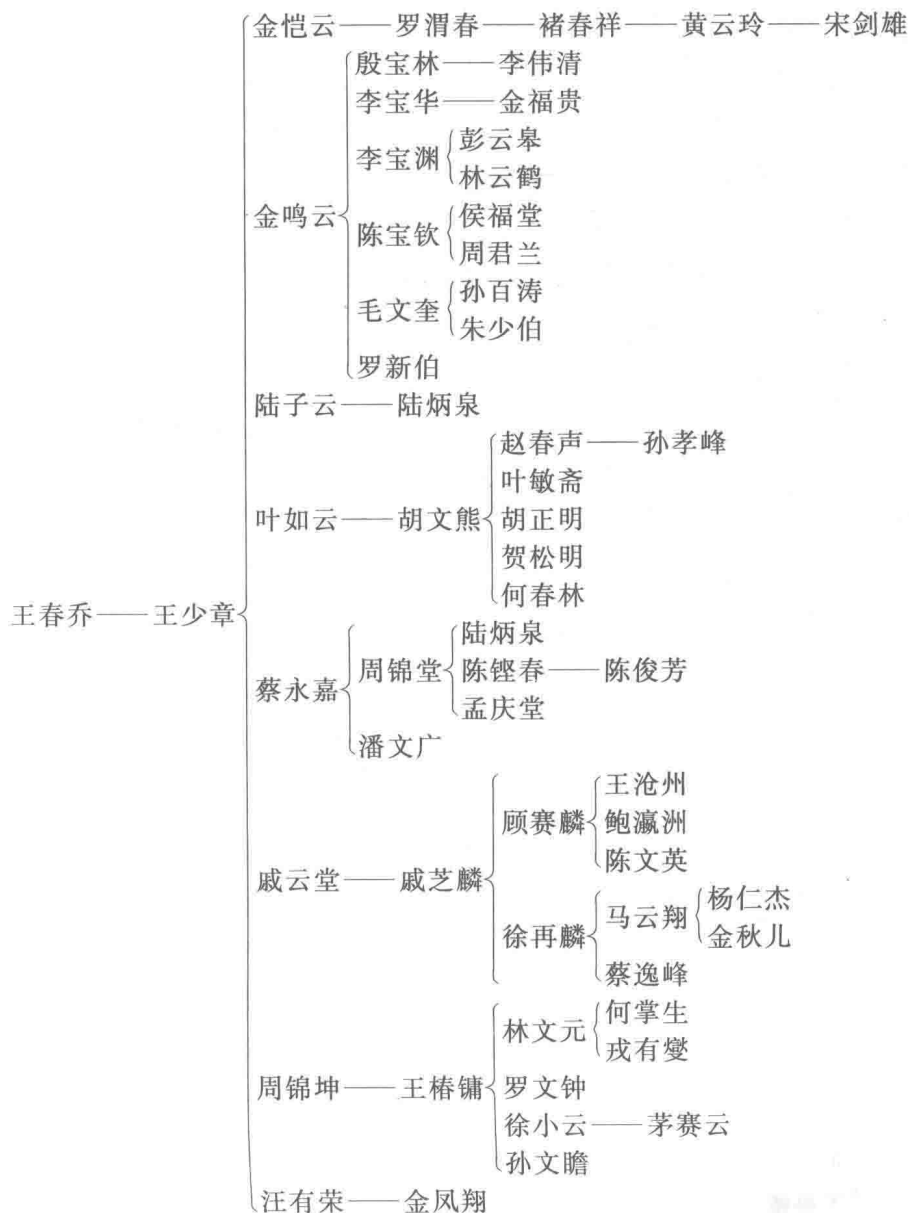 金恺云——罗渭春——褚春祥——黄云玲——宋剑雄
殷宝林——李伟清
李宝华——金福贵
彭云皋
李宝渊
林云鹤
金鸣云
侯福堂
陈宝钦
周君兰
孙百涛
毛文奎
朱少伯
罗新伯
陆子云——陆炳泉
赵春声——孙孝峰
叶敏斋
叶如云——胡文熊 胡正明
贺松明
何春林
王春乔——王少章
陆炳泉
蔡永嘉 周锦堂 陈铿春——陈俊芳
孟庆堂
潘文广
王沧州
顾赛麟 鲍瀛洲
陈文英
戚云堂——戚芝麟
杨仁杰
徐再麟 马云翔
金秋儿
蔡逸峰
何掌生
林文元
戎有燮
周锦坤——王椿镛 罗文钟
徐小云——茅赛云
孙文瞻
汪有荣——金凤翔